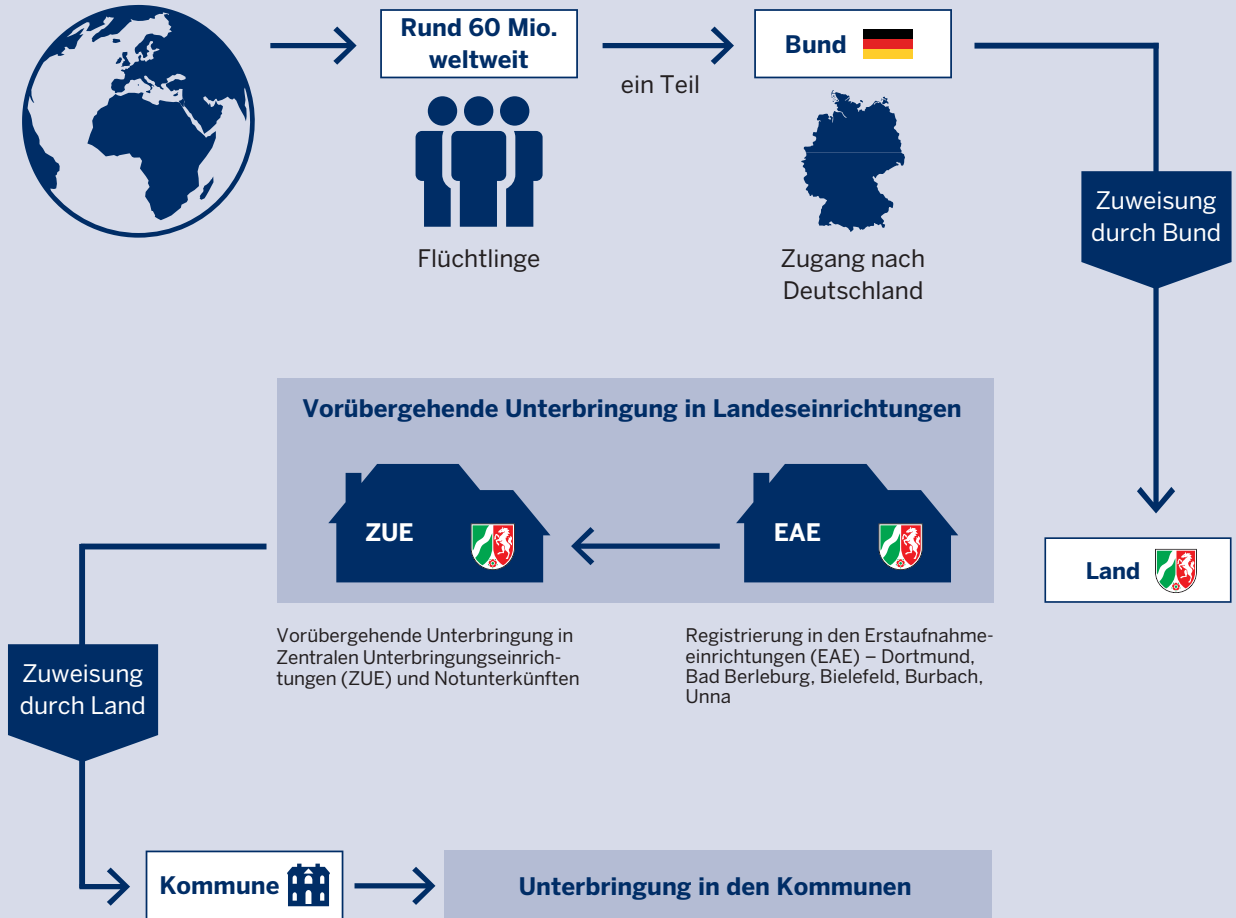 Rund 60 Mio.
weltweit
ein Teil
Bund
Flüchtlinge
Zugang nach
Deutschland
Zuweisung
durch Bund
Land
Vorübergehende Unterbringung in Landeseinrichtungen
EAE
Registrierung in den Erstaufnahme-
einrichtungen (EAE) – Dortmund,
Bad Berleburg, Bielefeld, Burbach,
Unna
ZUE
Vorübergehende Unterbringung in
Zentralen Unterbringungseinrich-
tungen (ZUE) und Notunterkünften
Zuweisung
durch Land
Kommune
Unterbringung in den Kommunen